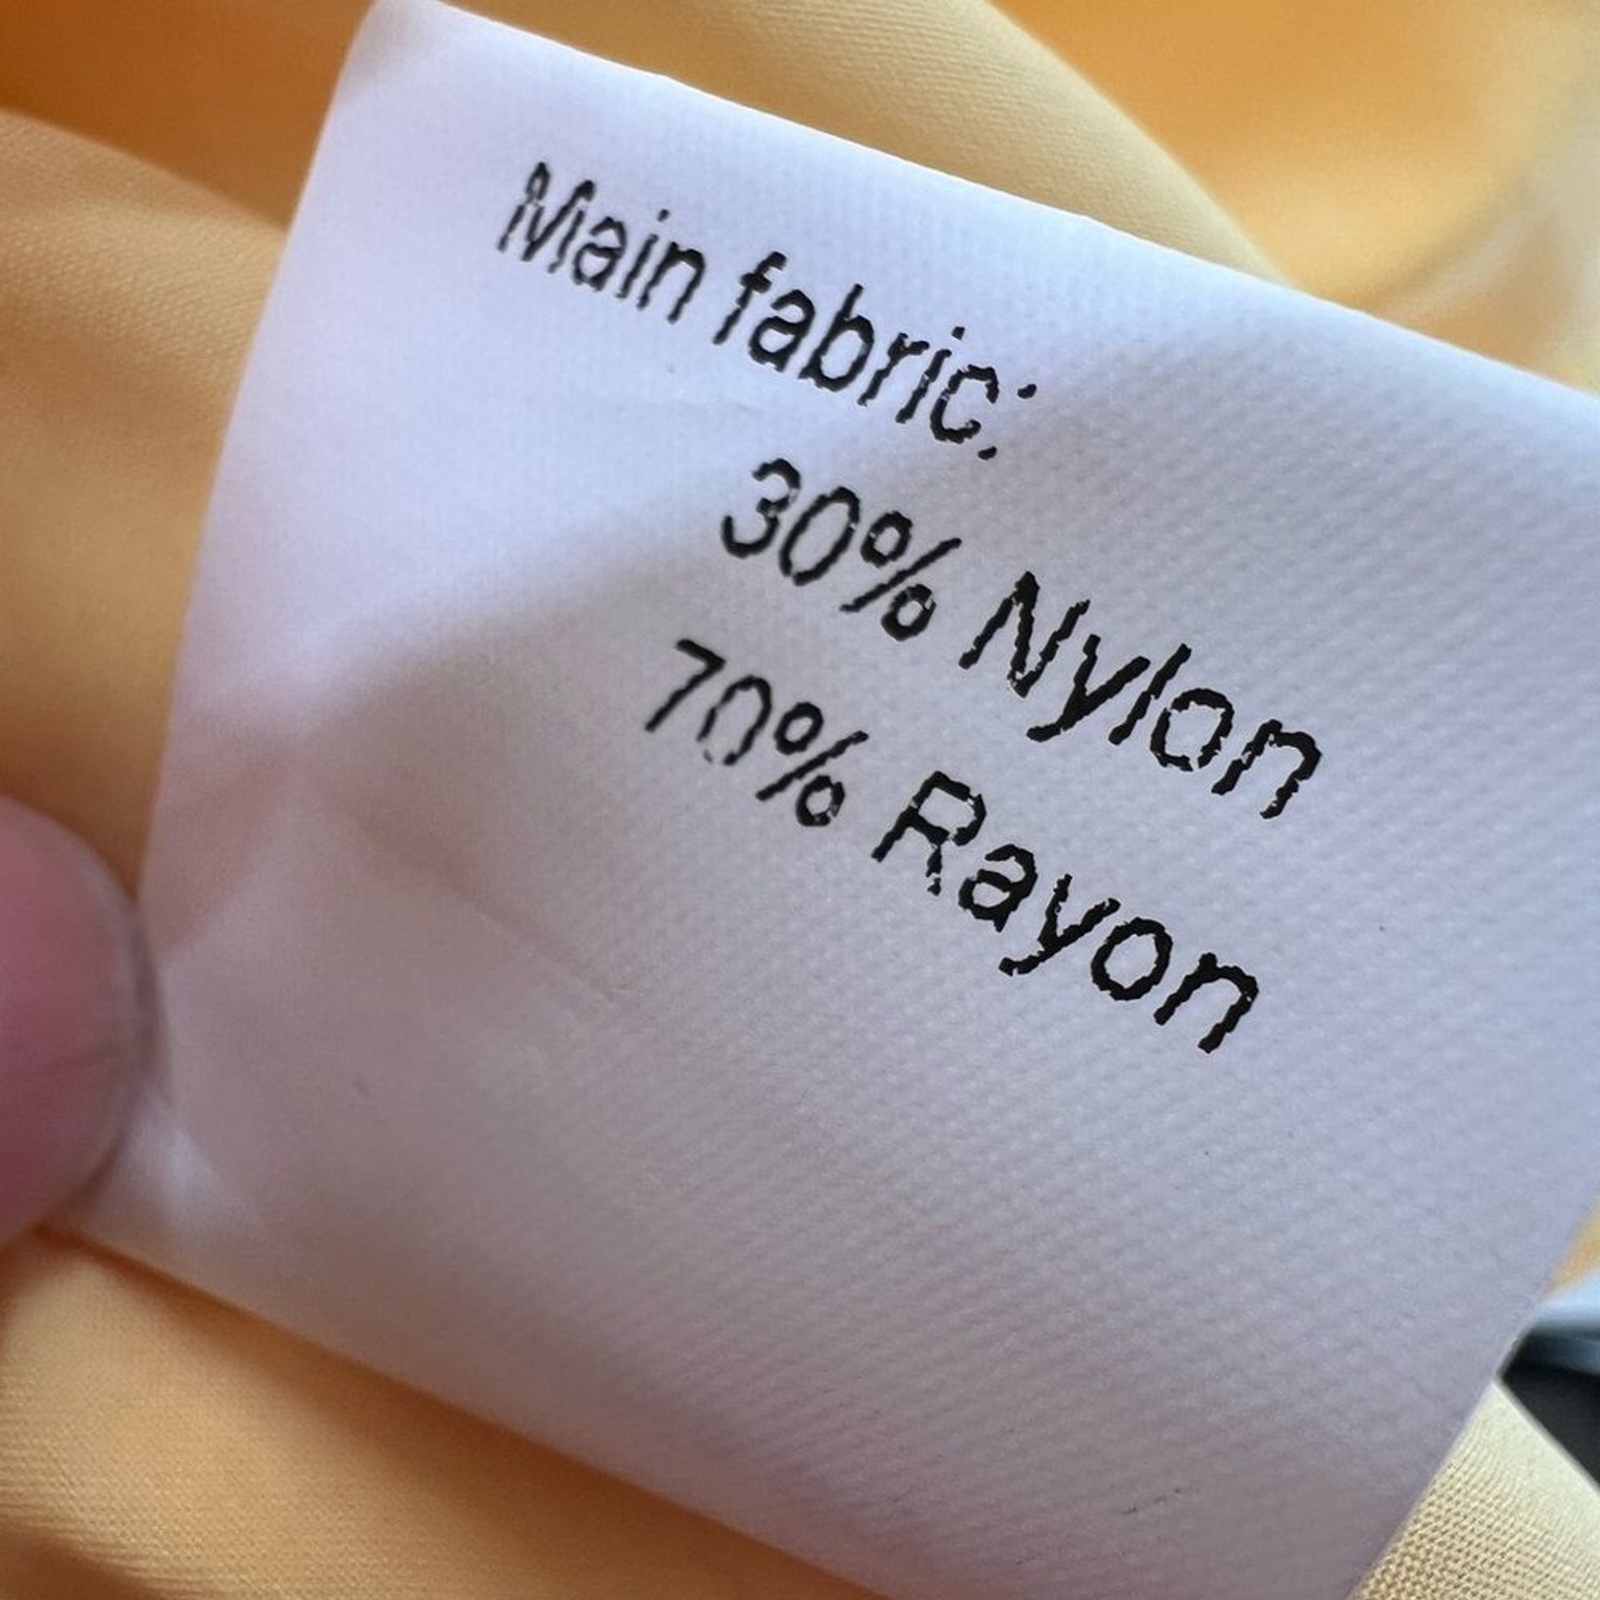 Main fabric:
30% Nylon
70% Rayon